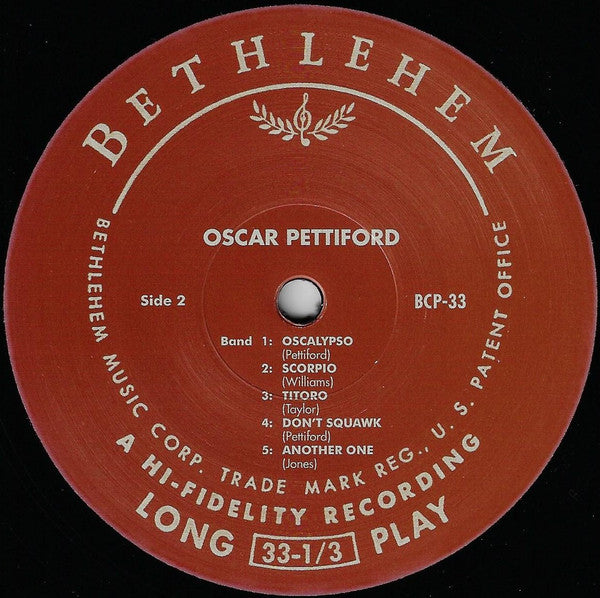 BETHLEHEM
OSCAR PETTIFORD
Side 2
BCP-33
Band 1: OSCALYPSO
(Pettiford)
2: SCORPIO
(Williams)
3: TITORO
(Taylor)
4: DON'T SQUAWK
(Pettiford)
5: ANOTHER ONE
(Jones)
BETHLEHEM MUSIC CORP. TRADE MARK REG., U. S. PATENT OFFICE
A HI-FIDELITY RECORDING
LONG 33-1/3 PLAY